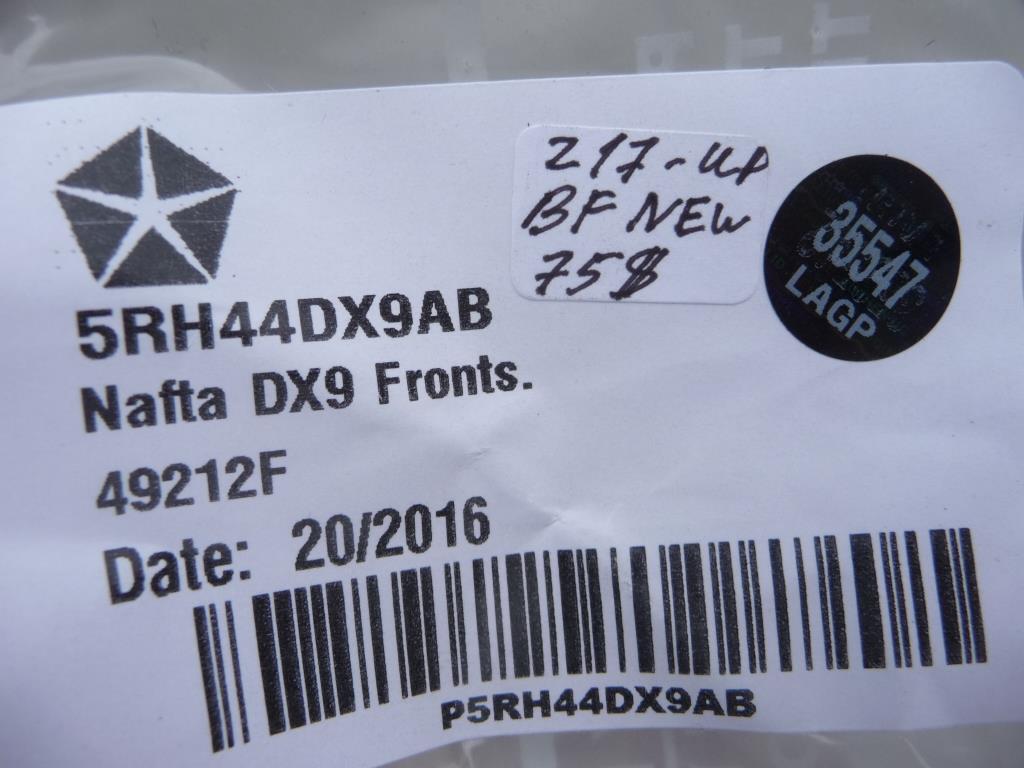 217-UP
BF NEW
75$
35547
LAGP
5RH44DX9AB
Nafta DX9 Fronts.
49212F
Date: 20/2016
P5RH44DX9AB